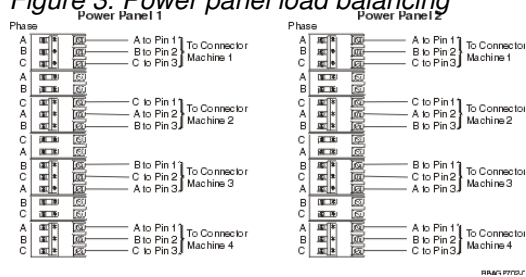 Figure 3. Power panel load balancing
Power Panel 1
Phase
A A to Pin 1
B B to Pin 2 To Connector
C C to Pin 3 Machine 1
A
B
C C to Pin 1
A A to Pin 2 To Connector
B B to Pin 3 Machine 2
C
A
B B to Pin 1
C C to Pin 2 To Connector
A A to Pin 3 Machine 3
B
C
A A to Pin 1
B B to Pin 2 To Connector
C C to Pin 3 Machine 4
Power Panel 2
Phase
A A to Pin 1
B B to Pin 2 To Connector
C C to Pin 3 Machine 1
A
B
C C to Pin 1
A A to Pin 2 To Connector
B B to Pin 3 Machine 2
C
A
B B to Pin 1
C C to Pin 2 To Connector
A A to Pin 3 Machine 3
B
C
A A to Pin 1
B B to Pin 2 To Connector
C C to Pin 3 Machine 4